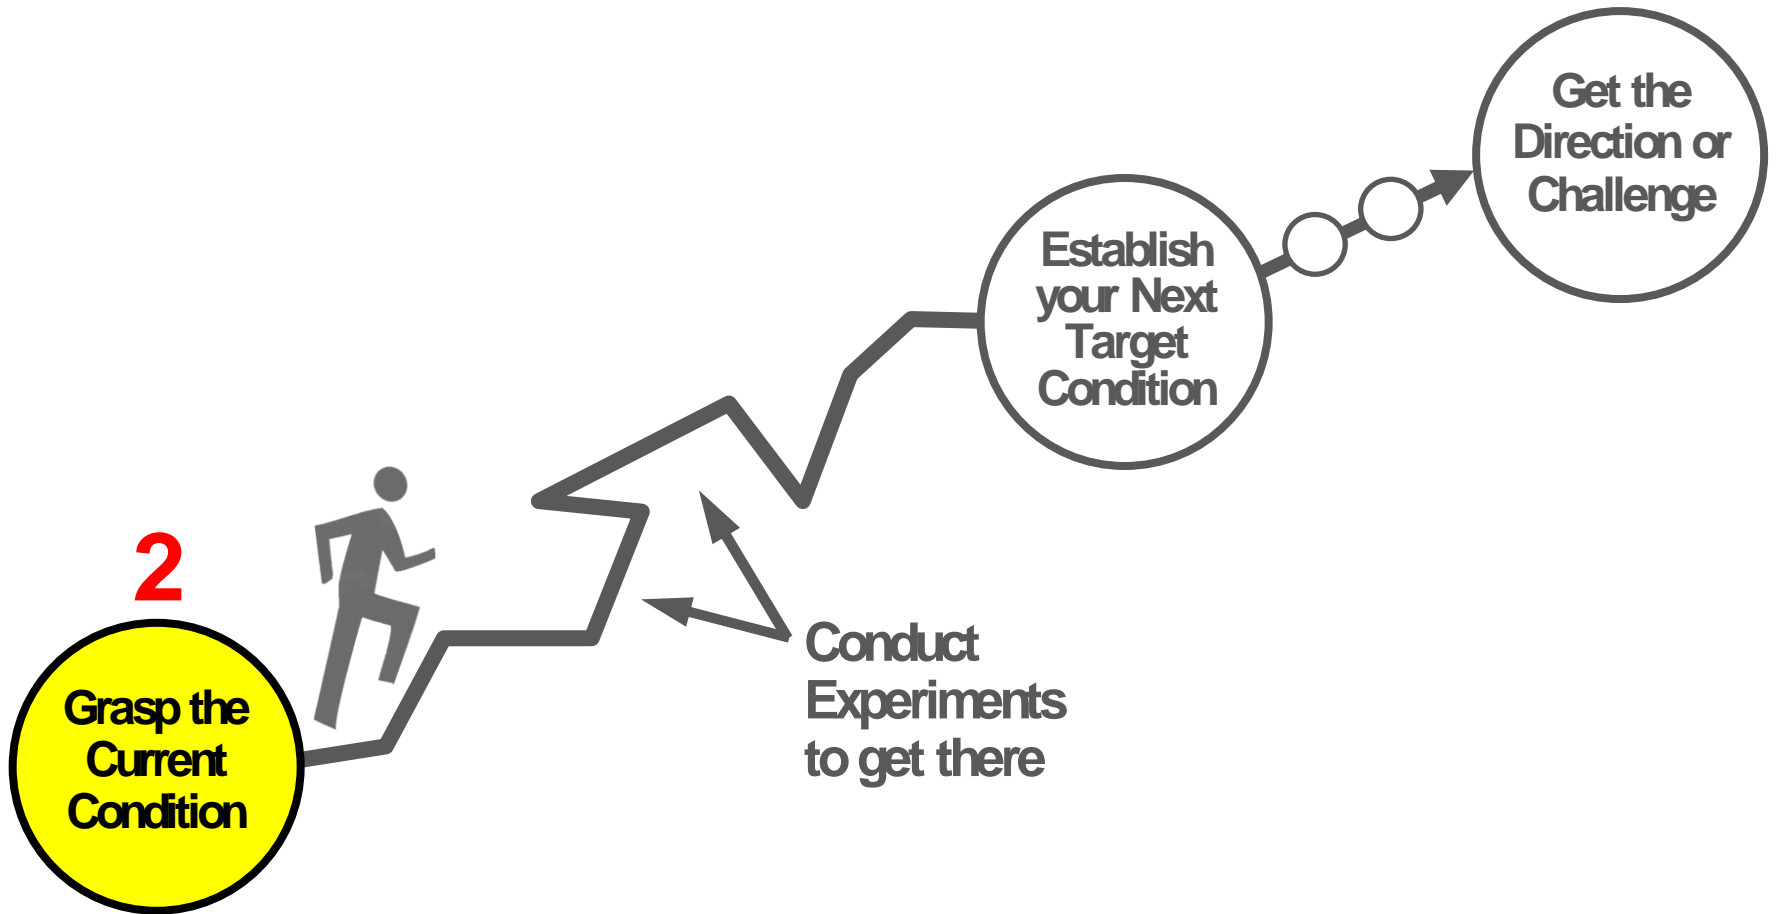 Get the
Direction or
Challenge
Establish
your Next
Target
Condition
2
Grasp the
Current
Condition
Conduct
Experiments
to get there